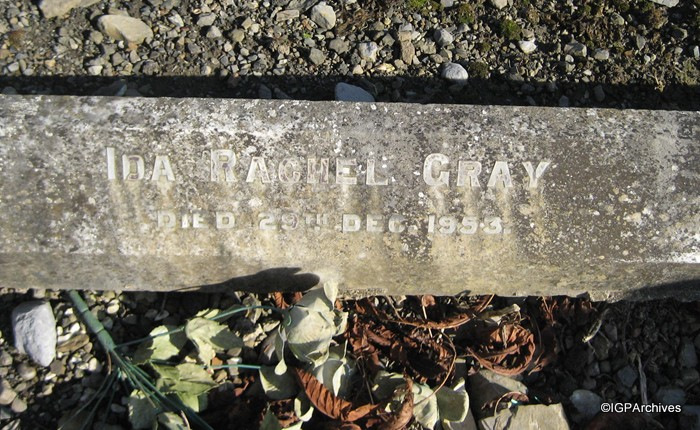 IDA RACHEL GRAY
DIED 29TH DEC. 1953.
©IGPArchives